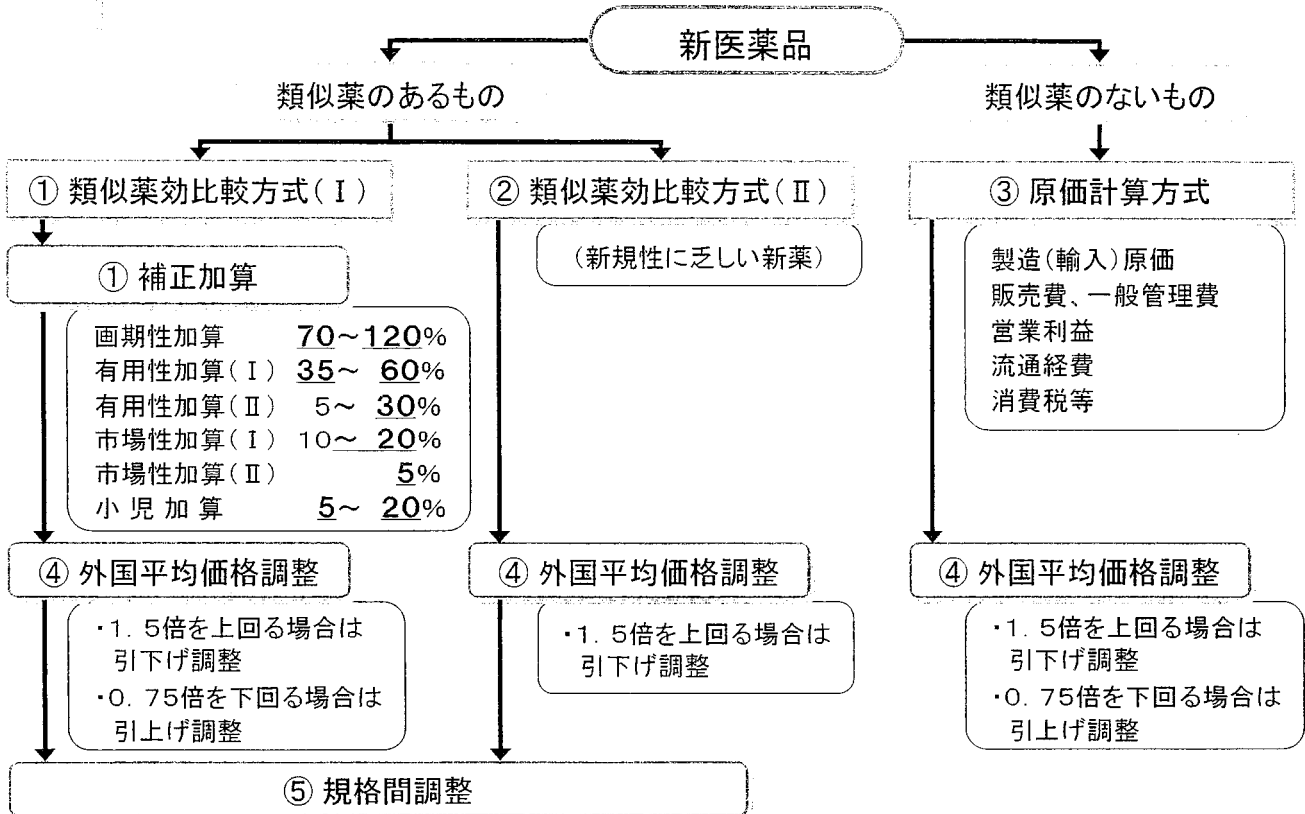 新医薬品
類似薬のあるもの
類似薬のないもの
① 類似薬効比較方式(Ⅰ)
② 類似薬効比較方式(Ⅱ)
③ 原価計算方式
(新規性に乏しい新薬)
① 補正加算
画期性加算 70～120%
有用性加算(Ⅰ) 35～ 60%
有用性加算(Ⅱ) 5～ 30%
市場性加算(Ⅰ) 10～ 20%
市場性加算(Ⅱ) 5%
小 児 加 算 5～ 20%
製造(輸入)原価
販売費、一般管理費
営業利益
流通経費
消費税等
④ 外国平均価格調整
・1. 5倍を上回る場合は
引下げ調整
・0. 75倍を下回る場合は
引上げ調整
④ 外国平均価格調整
・1. 5倍を上回る場合は
引下げ調整
④ 外国平均価格調整
・1. 5倍を上回る場合は
引下げ調整
・0. 75倍を下回る場合は
引上げ調整
⑤ 規格間調整